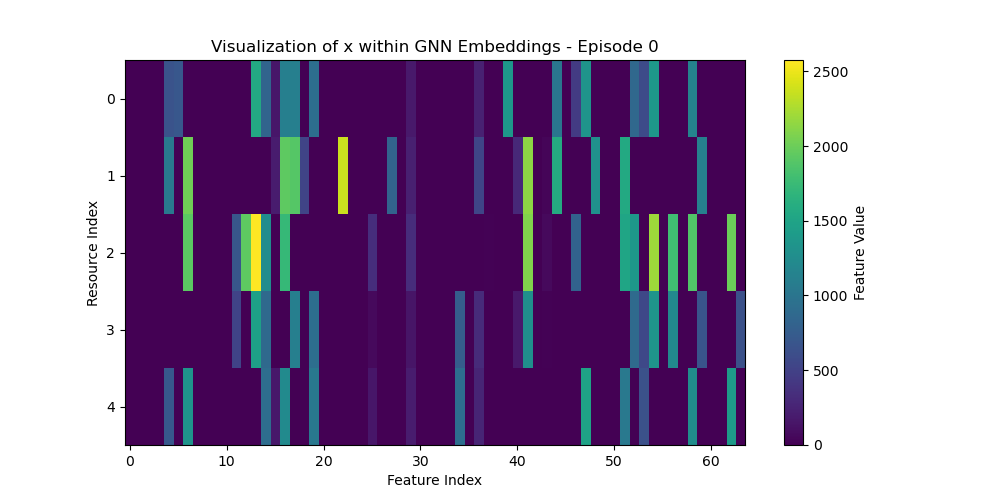 Visualization of x within GNN Embeddings - Episode 0
Resource Index
0
1
2
3
4
0 10 20 30 40 50 60
Feature Index
2500
2000
1500
1000
500
0
Feature Value